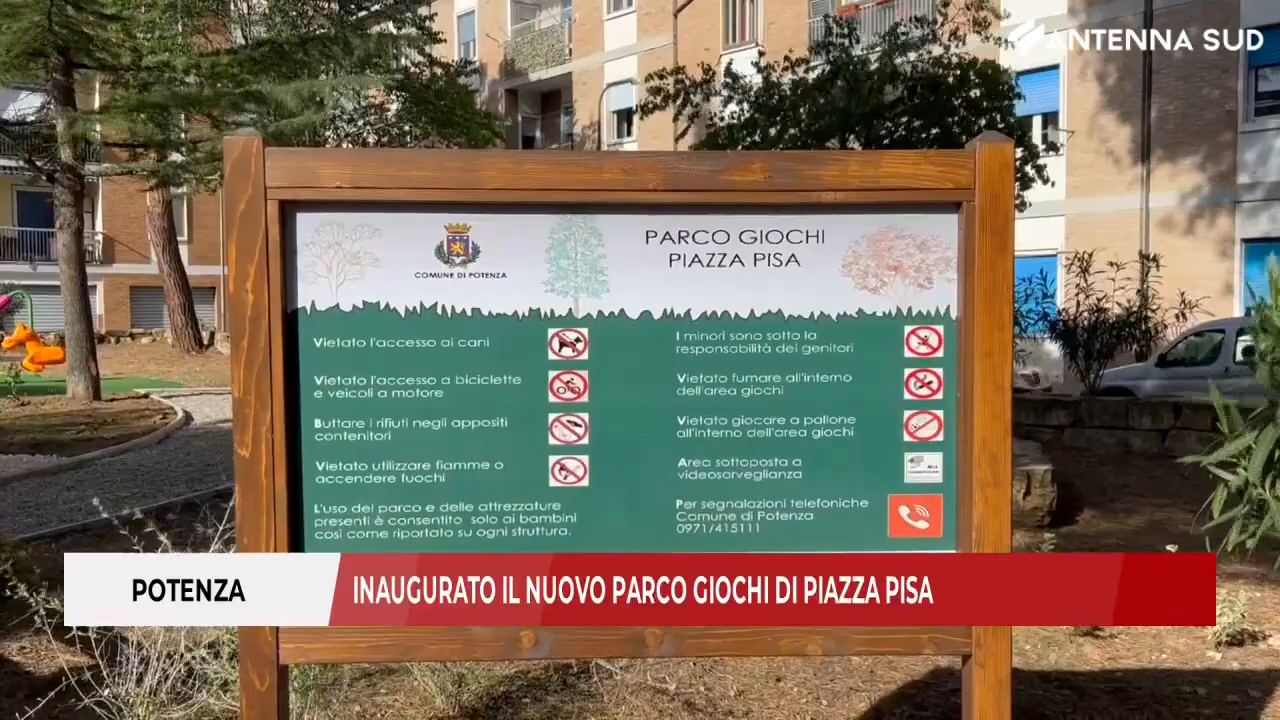 ANTENNA SUD
COMUNE DI POTENZA
PARCO GIOCHI
PIAZZA PISA
Vietato l'accesso ai cani
Vietato l'accesso a biciclette
e veicoli a motore
Buttare i rifiuti negli appositi
contenitori
Vietato utilizzare fiamme o
accendere fuochi
L'uso del parco e delle attrezzature
presenti è consentito solo ai bambini
così come riportato su ogni struttura.
I minori sono sotto la
responsabilità dei genitori
Vietato fumare all'interno
dell'area giochi
Vietato giocare a pallone
all'interno dell'area giochi
Area sottoposta a
videosorveglianza
Per segnalazioni telefoniche
Comune di Potenza
0971/415111
POTENZA
INAUGURATO IL NUOVO PARCO GIOCHI DI PIAZZA PISA